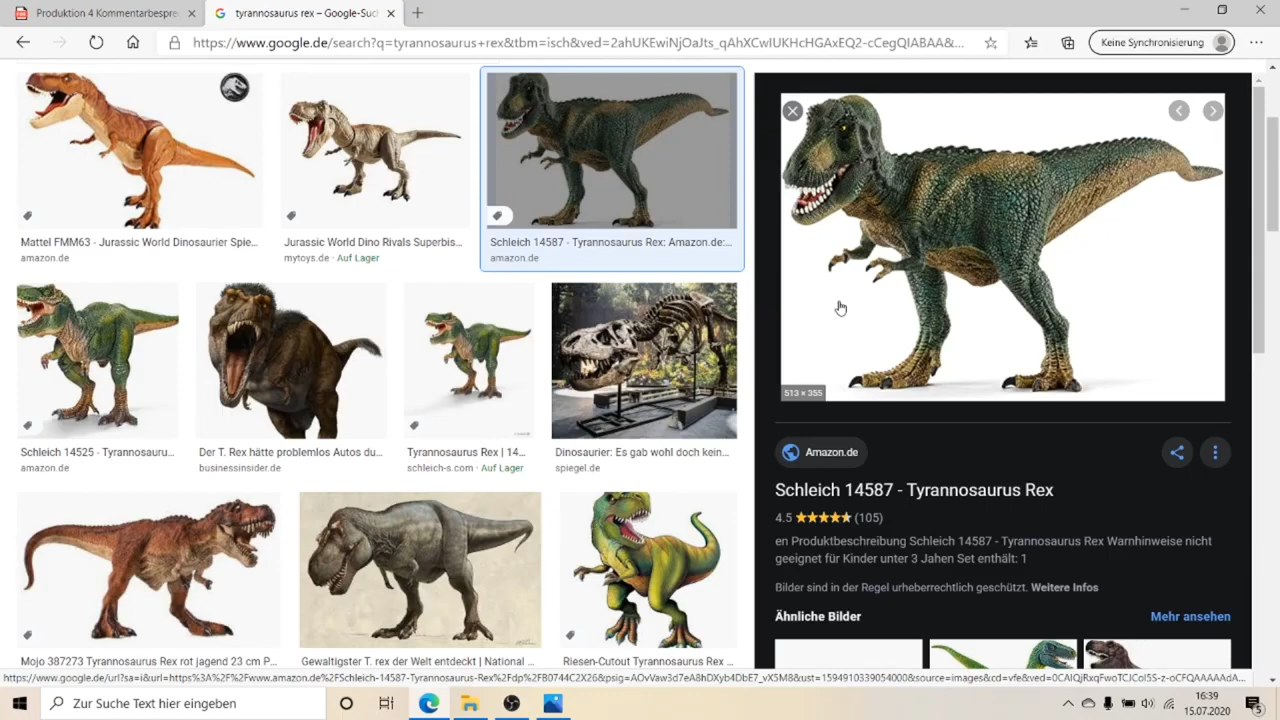 Produktion 4 Kartarbeitsbespre
tyrannosaurus rex – Google-Suc
https://www.google.de/search?q=tyrannosaurus+rex&tbm=isch&ved=2ahUKEwiNjOaJts_qAhXCwIUKHcHGAxEQ2-cCegQIABAA&...
Keine Synchronisierung
Mattel FMM63 - Jurassic World Dinosaurier Spie...
amazon.de
Jurassic World Dino Rivals Superbis...
mytoys.de · Auf Lager
Schleich 14587 - Tyrannosaurus Rex: Amazon.de:...
amazon.de
513 × 355
Schleich 14525 - Tyrannosauru...
amazon.de
Der T. Rex hätte problemlos Autos du...
businessinsider.de
Tyrannosaurus Rex | 14...
schleich-s.com · Auf Lager
Dinosaurier: Es gab wohl doch kein...
spiegel.de
Amazon.de
Schleich 14587 - Tyrannosaurus Rex
4.5 ★★★★★ (105)
en Produktbeschreibung Schleich 14587 - Tyrannosaurus Rex Warnhinweise nicht
geeignet für Kinder unter 3 Jahen Set enthält: 1
Bilder sind in der Regel urheberrechtlich geschützt. Weitere Infos
Ähnliche Bilder
Mehr ansehen
Mojo 387273 Tyrannosaurus Rex rot jagend 23 cm P...
Gewaltigster T. rex der Welt entdeckt | National ...
Riesen-Cutout Tyrannosaurus Rex ...
Zur Suche Text hier eingeben
16:39
15.07.2020
5